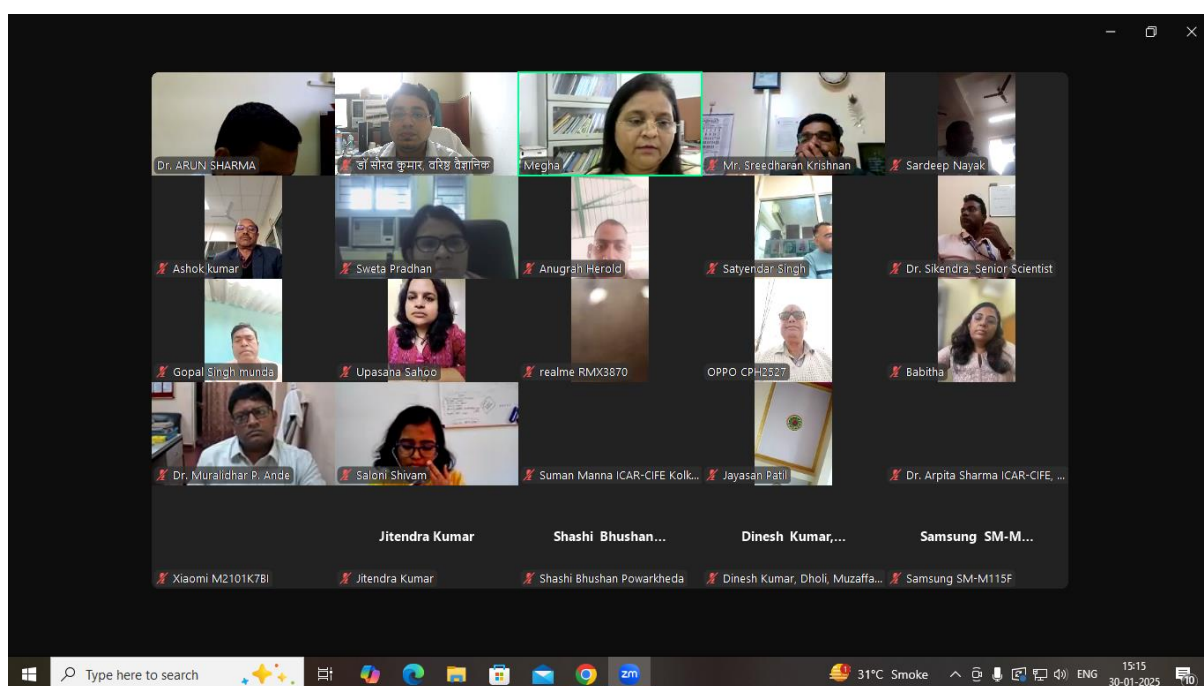 Dr. ARUN SHARMA
डॉ सौरव कुमार, वरिष्ठ वैज्ञानिक
Megha
Mr. Sreedharan Krishnan
Sardeep Nayak
Ashok kumar
Sweta Pradhan
Anugrah Herold
Satyendar Singh
Dr. Sikendra, Senior Scientist
Gopal Singh munda
Upasana Sahoo
realme RMX3870
OPPO CPH2527
Babitha
Dr. Muralidhar P. Ande
Saloni Shivam
Suman Manna ICAR-CIFE Kolk...
Jayasan Patil
Dr. Arpita Sharma ICAR-CIFE, ...
Jitendra Kumar
Shashi Bhushan...
Dinesh Kumar,...
Samsung SM-M...
Xiaomi M2101K7BI
Jitendra Kumar
Shashi Bhushan Powarkheda
Dinesh Kumar, Dholi, Muzaffa...
Samsung SM-M115F
Type here to search
zm
31°C Smoke
ENG
15:15
30-01-2025
10